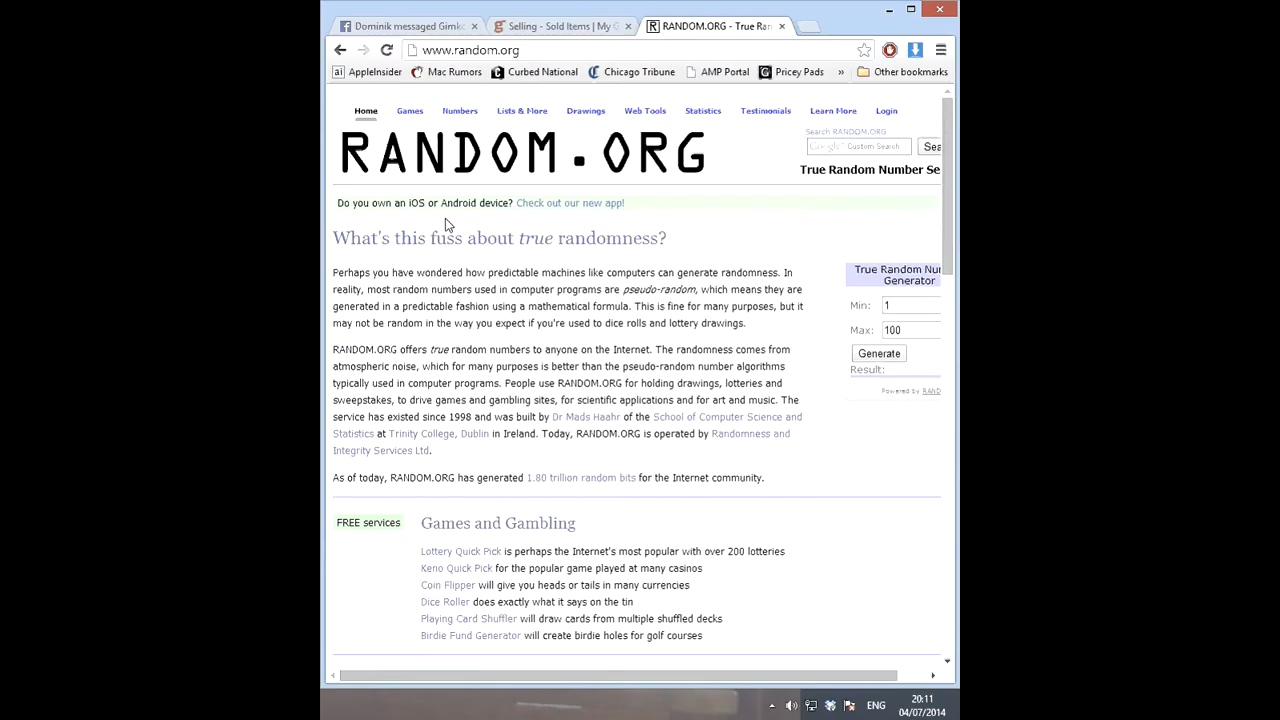 Dominik messaged Gimko
Selling - Sold Items | My G
RANDOM.ORG - True Ran
www.random.org
AppleInsider Mac Rumors Curbed National Chicago Tribune AMP Portal Pricey Pads » Other bookmarks
Home Games Numbers Lists & More Drawings Web Tools Statistics Testimonials Learn More Login
RANDOM.ORG
Search RANDOM.ORG
Google Custom Search
Sea
True Random Number Se
Do you own an iOS or Android device? Check out our new app!
What's this fuss about true randomness?
Perhaps you have wondered how predictable machines like computers can generate randomness. In
reality, most random numbers used in computer programs are pseudo-random, which means they are
generated in a predictable fashion using a mathematical formula. This is fine for many purposes, but it
may not be random in the way you expect if you're used to dice rolls and lottery drawings.
RANDOM.ORG offers true random numbers to anyone on the Internet. The randomness comes from
atmospheric noise, which for many purposes is better than the pseudo-random number algorithms
typically used in computer programs. People use RANDOM.ORG for holding drawings, lotteries and
sweepstakes, to drive games and gambling sites, for scientific applications and for art and music. The
service has existed since 1998 and was built by Dr Mads Haahr of the School of Computer Science and
Statistics at Trinity College, Dublin in Ireland. Today, RANDOM.ORG is operated by Randomness and
Integrity Services Ltd.
As of today, RANDOM.ORG has generated 1.80 trillion random bits for the Internet community.
True Random Num
Generator
Min: 1
Max: 100
Generate
Result:
Powered by RAND
FREE services
Games and Gambling
Lottery Quick Pick is perhaps the Internet's most popular with over 200 lotteries
Keno Quick Pick for the popular game played at many casinos
Coin Flipper will give you heads or tails in many currencies
Dice Roller does exactly what it says on the tin
Playing Card Shuffler will draw cards from multiple shuffled decks
Birdie Fund Generator will create birdie holes for golf courses
ENG
20:11
04/07/2014